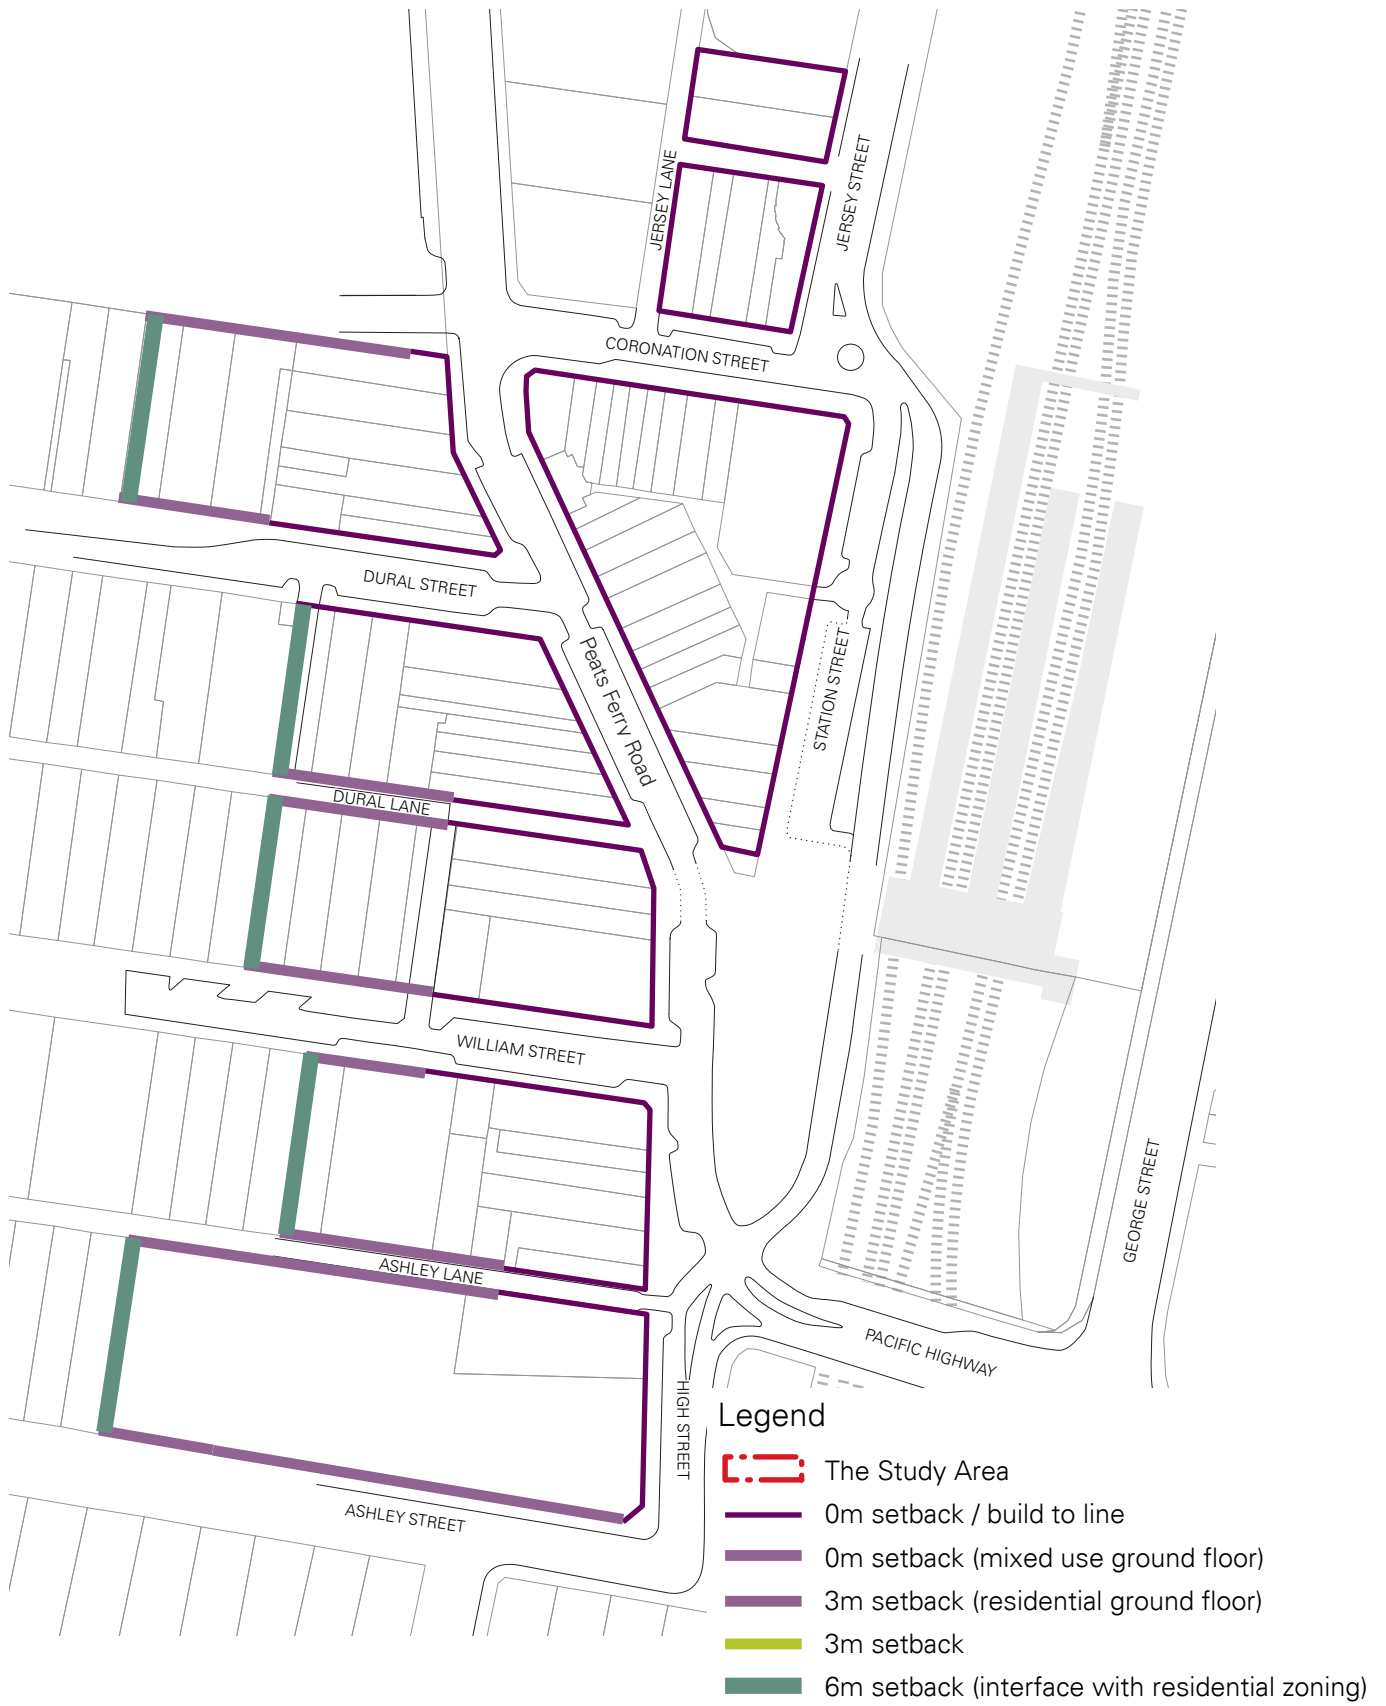 JERSEY LANE
JERSEY STREET
CORONATION STREET
DURAL STREET
Peats Ferry Road
STATION STREET
DURAL LANE
WILLIAM STREET
GEORGE STREET
ASHLEY LANE
PACIFIC HIGHWAY
HIGH STREET
ASHLEY STREET
Legend
The Study Area
0m setback / build to line
0m setback (mixed use ground floor)
3m setback (residential ground floor)
3m setback
6m setback (interface with residential zoning)